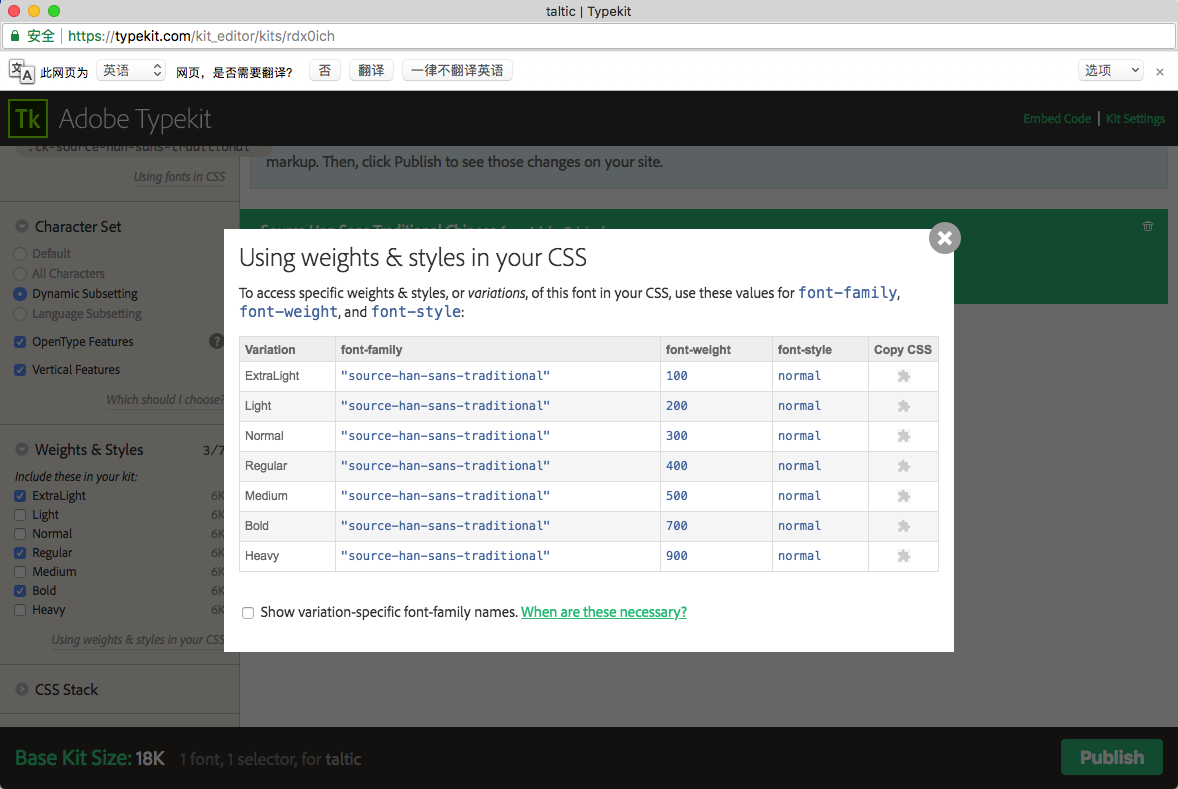 taltic | Typekit
安全 https://typekit.com/kit_editor/kits/rdx0ich
此网页为 英语 网页，是否需要翻译? 否 翻译 一律不翻译英语 选项
Tk Adobe Typekit Embed Code | Kit Settings
.tk-source-han-sans-traditional
markup. Then, click Publish to see those changes on your site.
Using fonts in CSS
Character Set
Default
All Characters
Dynamic Subsetting
Language Subsetting
OpenType Features ?
Vertical Features
Which should I choose?
Weights & Styles 3/7
Include these in your kit:
ExtraLight 6K
Light 6K
Normal 6K
Regular 6K
Medium 6K
Bold 6K
Heavy 6K
Using weights & styles in your CSS
CSS Stack
Source Han Sans Traditional Chinese
Using weights & styles in your CSS
To access specific weights & styles, or variations, of this font in your CSS, use these values for font-family,
font-weight, and font-style:
Variation font-family font-weight font-style Copy CSS
ExtraLight "source-han-sans-traditional" 100 normal
Light "source-han-sans-traditional" 200 normal
Normal "source-han-sans-traditional" 300 normal
Regular "source-han-sans-traditional" 400 normal
Medium "source-han-sans-traditional" 500 normal
Bold "source-han-sans-traditional" 700 normal
Heavy "source-han-sans-traditional" 900 normal
Show variation-specific font-family names. When are these necessary?
Base Kit Size: 18K 1 font, 1 selector, for taltic Publish